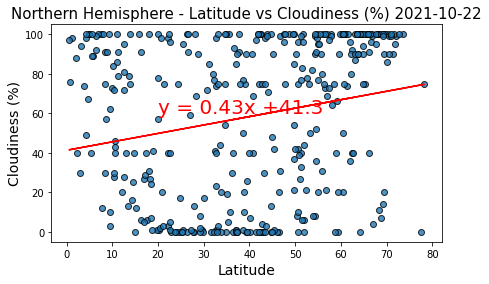 Northern Hemisphere - Latitude vs Cloudiness (%) 2021-10-22
100
80
60
40
20
0
Cloudiness (%)
y = 0.43x +41.3
0 10 20 30 40 50 60 70 80
Latitude